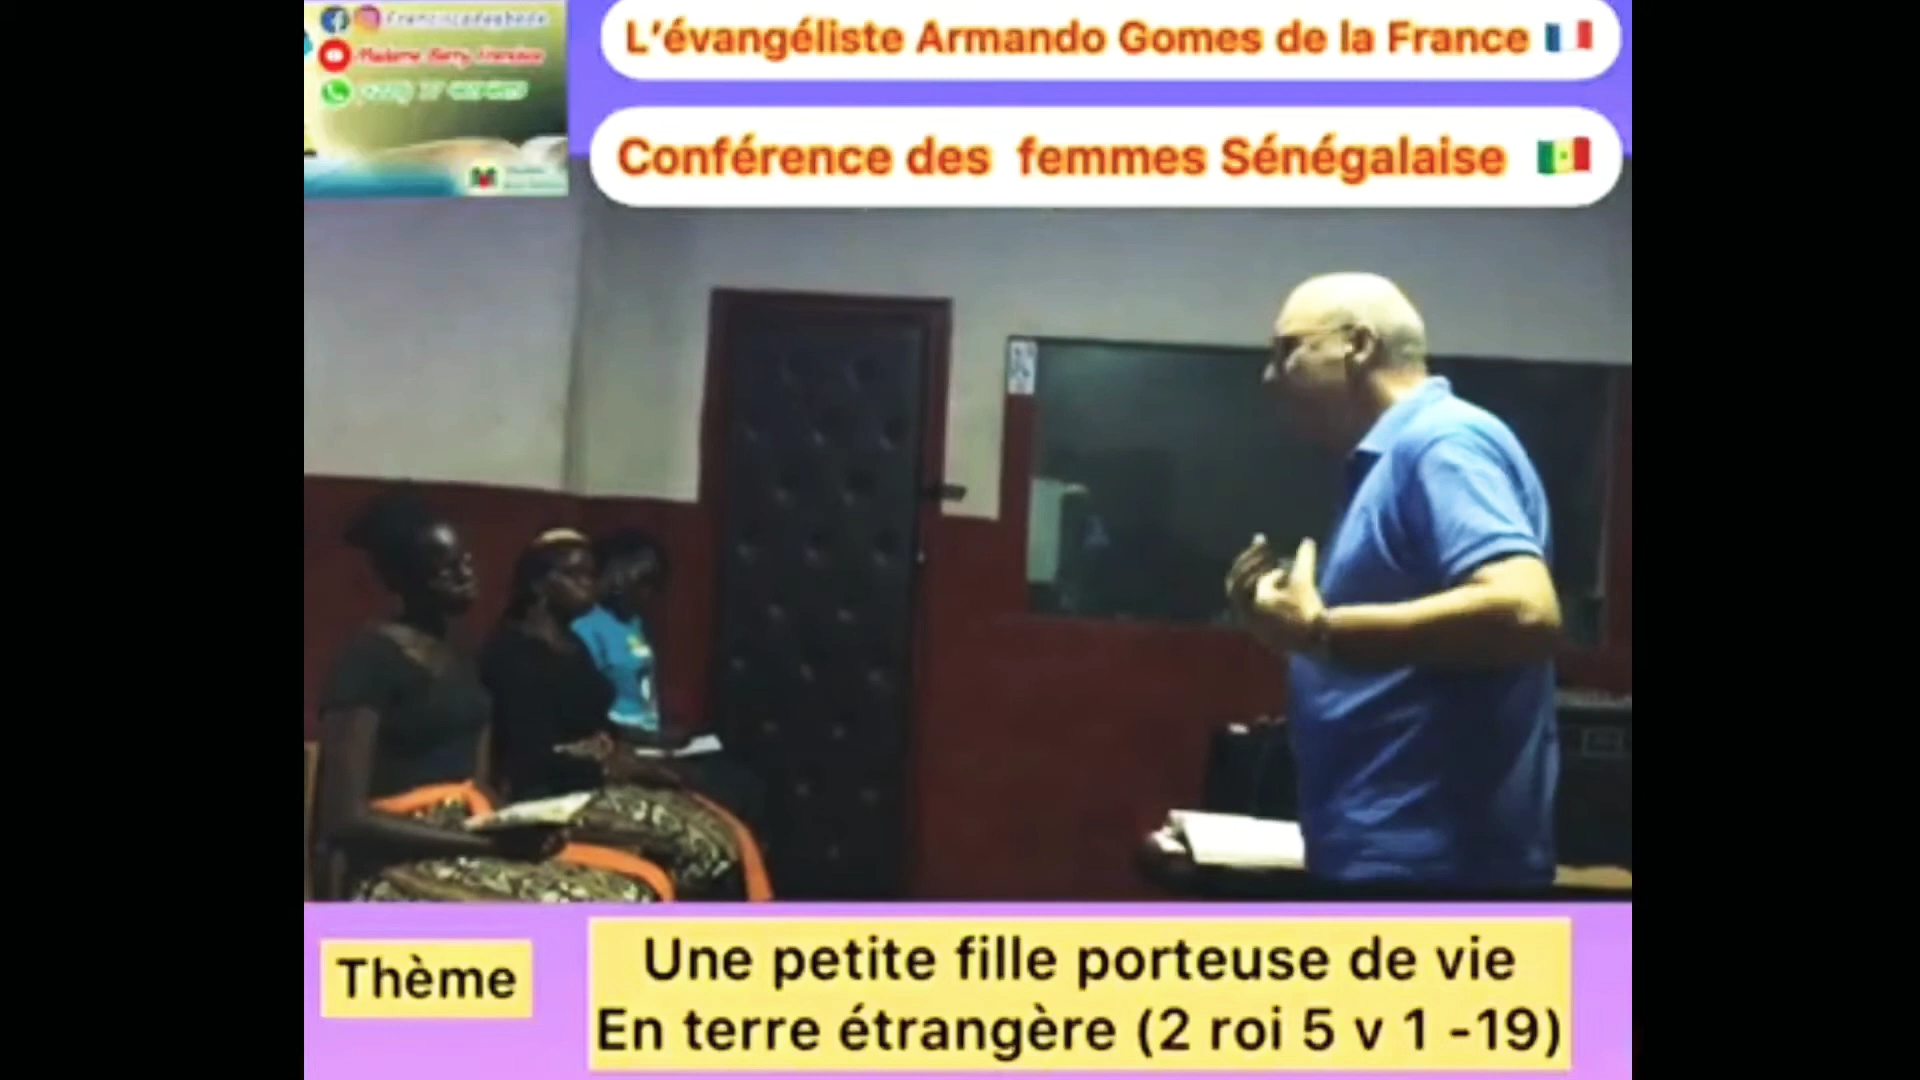 L'évangéliste Armando Gomes de la France
Conférence des femmes Sénégalaise
Thème
Une petite fille porteuse de vie
En terre étrangère (2 roi 5 v 1 -19)